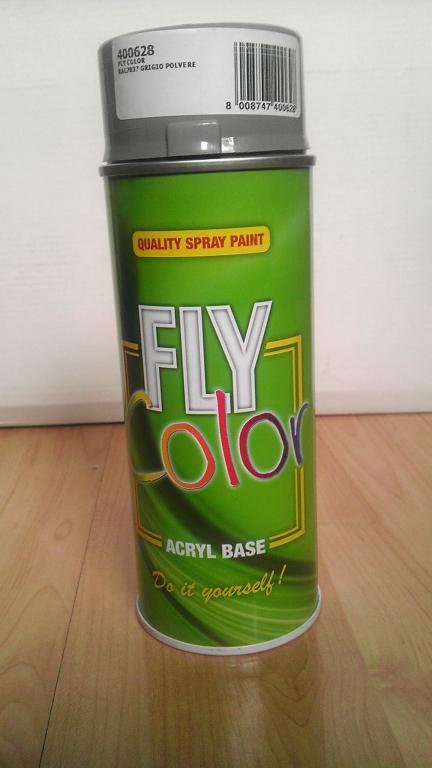 400628
FLY COLOR
RAL7037 GRIGIO POLVERE
8 008747 400628
QUALITY SPRAY PAINT
FLY
Color
ACRYL BASE
Do it yourself!